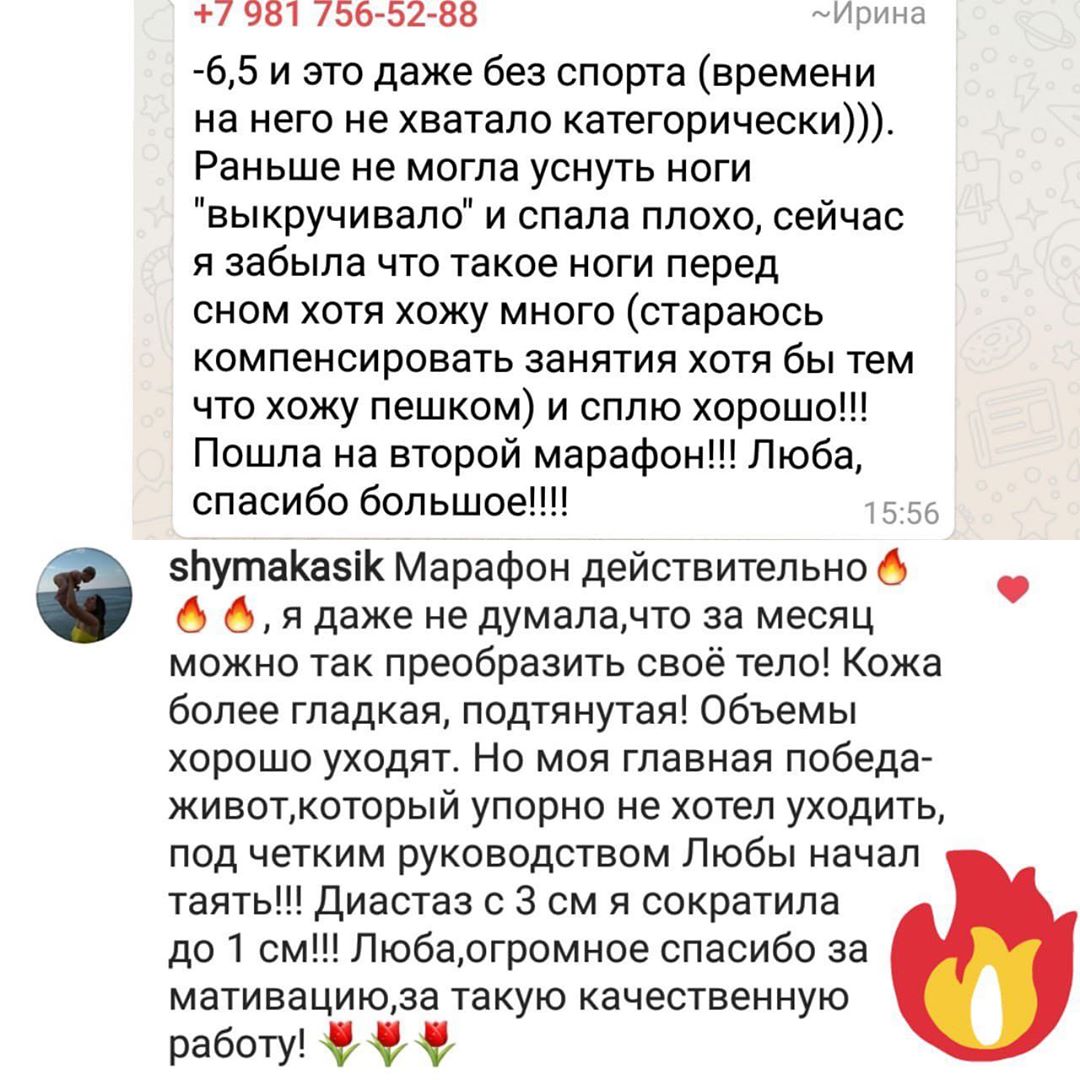 +7 981 756-52-88 ~Ирина
-6,5 и это даже без спорта (времени
на него не хватало категорически))).
Раньше не могла уснуть ноги
"выкручивало" и спала плохо, сейчас
я забыла что такое ноги перед
сном хотя хожу много (стараюсь
компенсировать занятия хотя бы тем
что хожу пешком) и сплю хорошо!!!
Пошла на второй марафон!!! Люба,
спасибо большое!!!!
15:56
shymakasik Марафон действительно🔥
🔥🔥, я даже не думала,что за месяц
можно так преобразить своё тело! Кожа
более гладкая, подтянутая! Объемы
хорошо уходят. Но моя главная победа-
живот,который упорно не хотел уходить,
под четким руководством Любы начал
таять!!! Диастаз с 3 см я сократила
до 1 см!!! Люба,огромное спасибо за
мативацию,за такую качественную
работу! 🌷🌷🌷